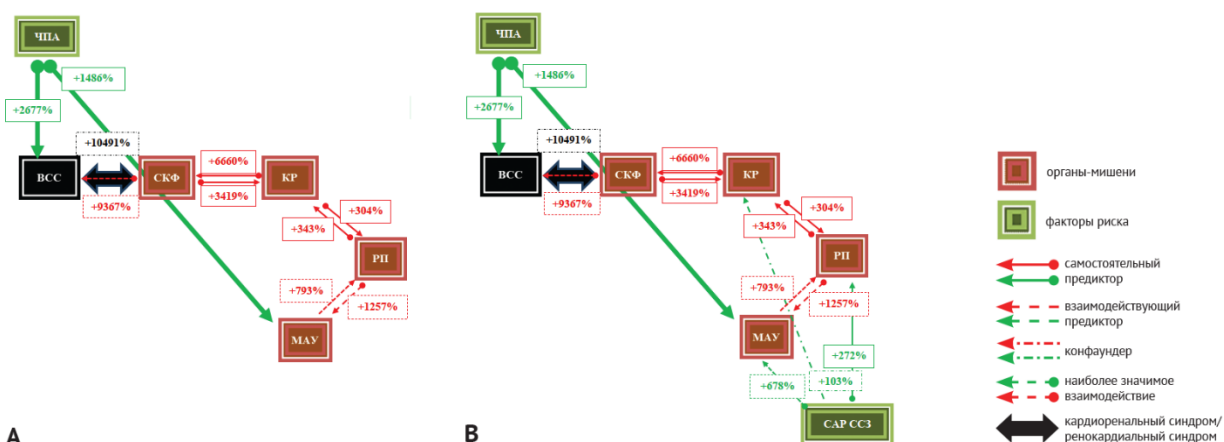 ЧПА
+1486%
+2677%
+10491%
+6660%
ВСС
СКФ
КР
+9367%
+3419%
+304%
+343%
РП
+793%
+1257%
МАУ
A
ЧПА
+1486%
+2677%
+10491%
+6660%
ВСС
СКФ
КР
+9367%
+3419%
+304%
+343%
РП
+793%
+1257%
МАУ
+272%
+678%
+103%
САР ССЗ
B
органы-мишени
факторы риска
самостоятельный
предиктор
взаимодействующий
предиктор
конфаундер
наиболее значимое
взаимодействие
кардиоренальный синдром/
ренокардиальный синдром